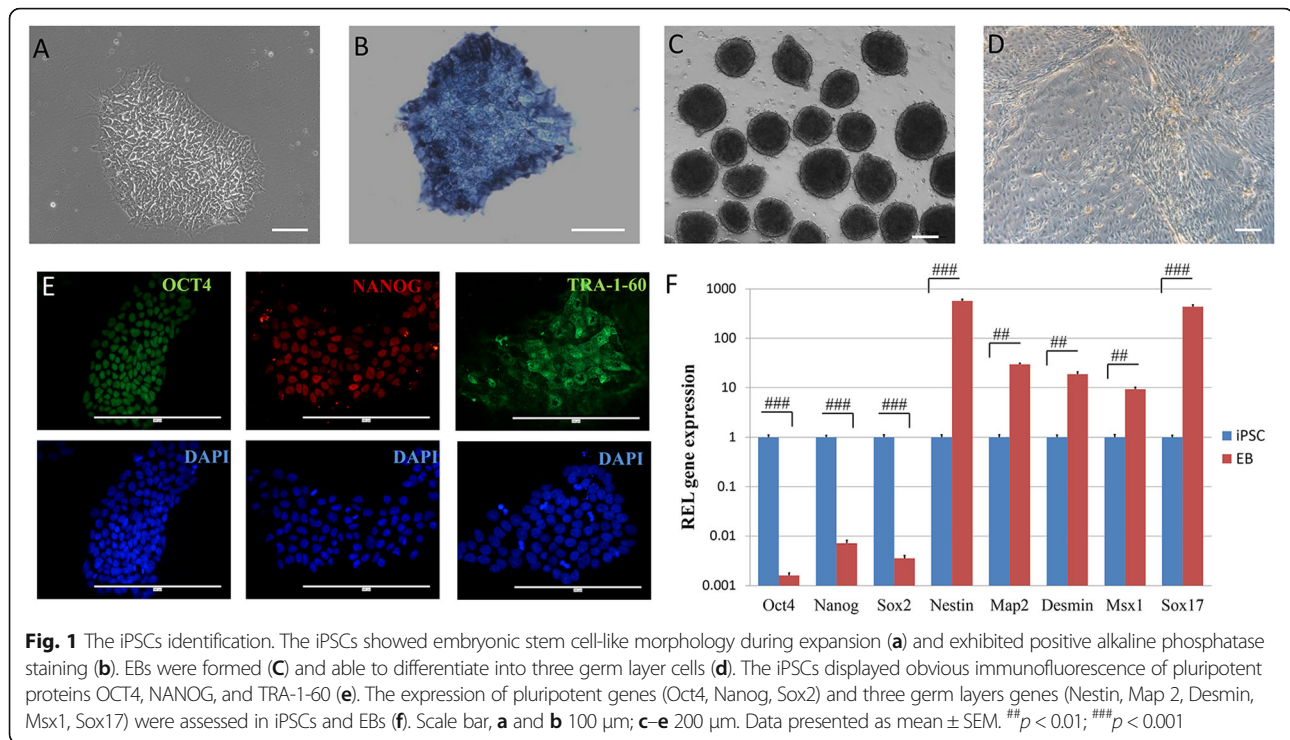 A
B
C
D
E
OCT4
NANOG
TRA-1-60
DAPI
DAPI
DAPI
F
REL gene expression
1000
100
10
1
0.1
0.01
0.001
###
###
###
###
##
##
##
###
Oct4
Nanog
Sox2
Nestin
Map2
Desmin
Msx1
Sox17
iPSC
EB
Fig. 1 The iPSCs identification. The iPSCs showed embryonic stem cell-like morphology during expansion (a) and exhibited positive alkaline phosphatase
staining (b). EBs were formed (C) and able to differentiate into three germ layer cells (d). The iPSCs displayed obvious immunofluorescence of pluripotent
proteins OCT4, NANOG, and TRA-1-60 (e). The expression of pluripotent genes (Oct4, Nanog, Sox2) and three germ layers genes (Nestin, Map 2, Desmin,
Msx1, Sox17) were assessed in iPSCs and EBs (f). Scale bar, a and b 100 μm; c–e 200 μm. Data presented as mean ± SEM. ##p < 0.01; ###p < 0.001